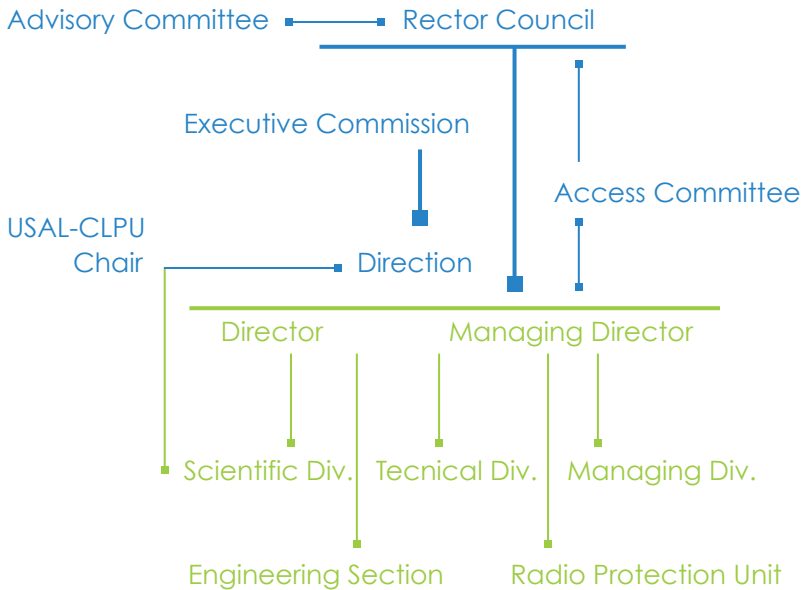 Advisory Committee
Rector Council
Executive Commission
Access Committee
USAL-CLPU
Chair
Direction
Director
Managing Director
Scientific Div.
Tecnical Div.
Managing Div.
Engineering Section
Radio Protection Unit